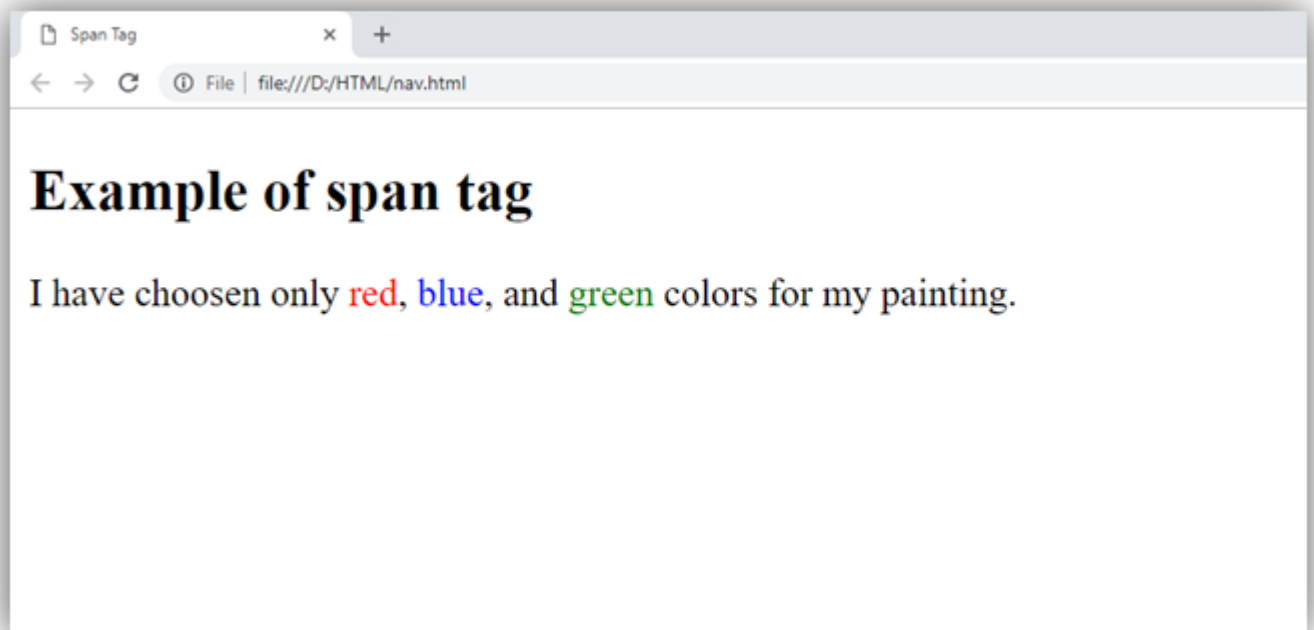 Span Tag
File file:///D:/HTML/nav.html
Example of span tag
I have choosen only red, blue, and green colors for my painting.